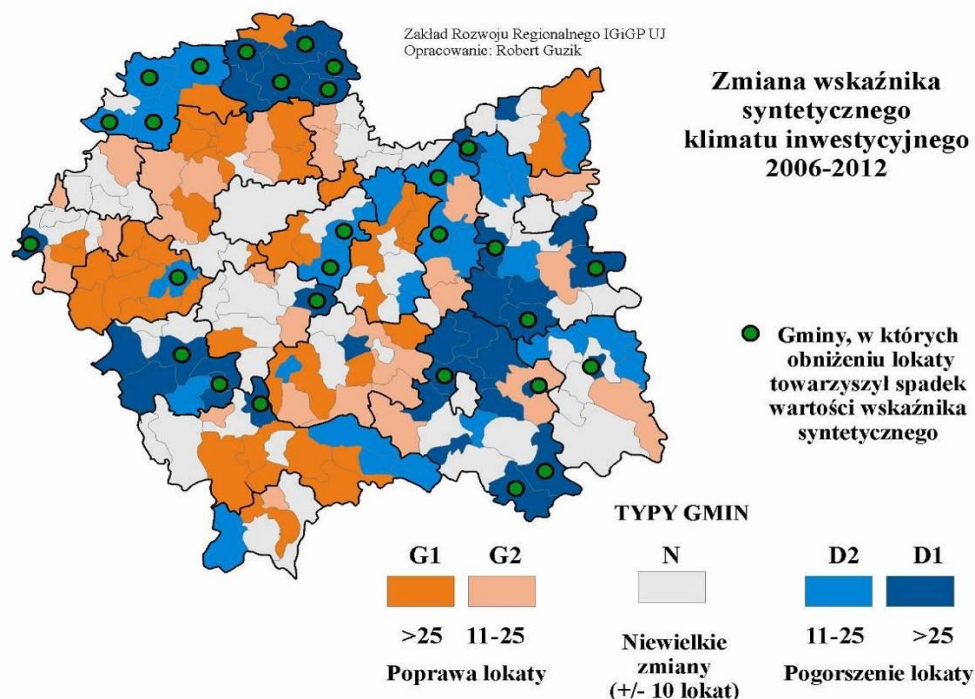 Zakład Rozwoju Regionalnego IGiGP UJ
Opracowanie: Robert Guzik
Zmiana wskaźnika
syntetycznego
klimatu inwestycyjnego
2006-2012
Gminy, w których
obniżeniu lokaty
towarzyszył spadek
wartości wskaźnika
syntetycznego
TYPY GMIN
G1 G2 N D2 D1
>25 11-25 Niewielkie zmiany (+/- 10 lokat) 11-25 >25
Poprawa lokaty Pogorszenie lokaty